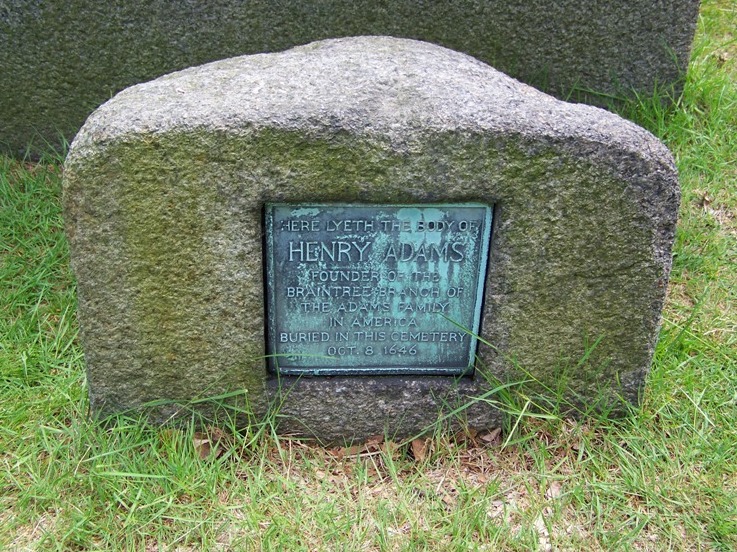 HERE LYETH THE BODY OF
HENRY ADAMS
FOUNDER OF THE
BRAINTREE BRANCH OF
THE ADAMS FAMILY
IN AMERICA
BURIED IN THIS CEMETERY
OCT. 8. 1646